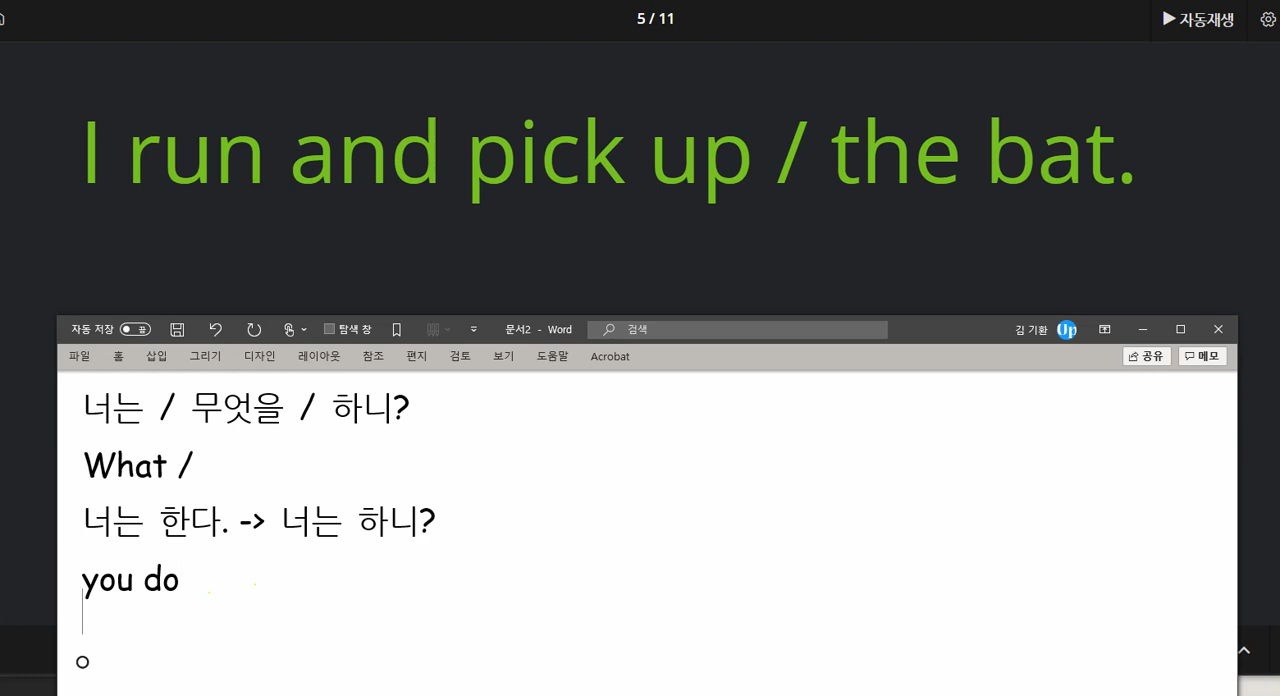 5 / 11
▶ 자동재생
I run and pick up / the bat.
자동 저장 끔 탐색 창 문서2 - Word 검색 김 기환 Up
파일 홈 삽입 그리기 디자인 레이아웃 참조 편지 검토 보기 도움말 Acrobat 공유 메모
너는 / 무엇을 / 하니?
What /
너는 한다. -> 너는 하니?
you do